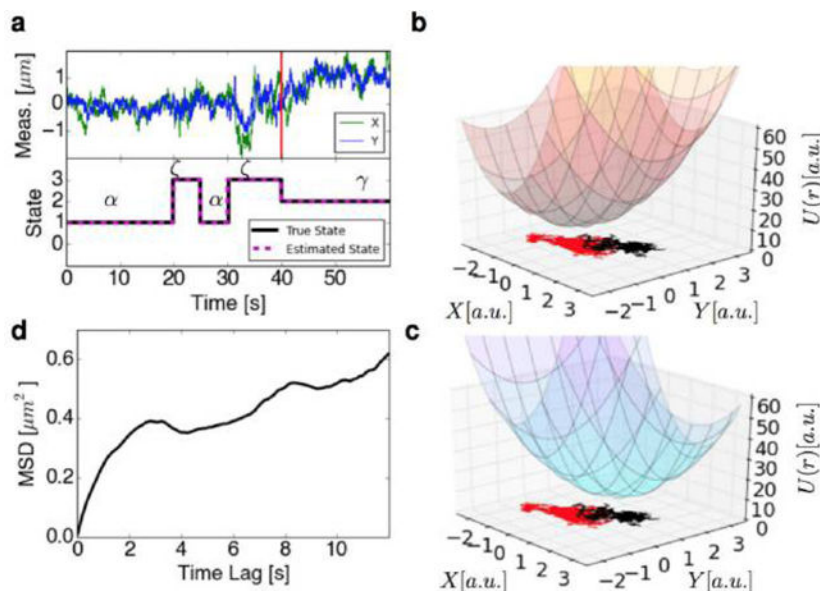 a
Meas. [μm]
1
0
−1
X
Y
State
3
2
1
0
α
ζ
α
ζ
γ
True State
Estimated State
0 10 20 30 40 50
Time [s]
b
60
50
40
30
20
10
0
U(r)[a.u.]
−2 −1 0 1 2 3
X[a.u.]
−2 −1 0 1 2 3
Y[a.u.]
d
MSD [μm²]
0.6
0.4
0.2
0.0
0 2 4 6 8 10
Time Lag [s]
c
60
50
40
30
20
10
0
U(r)[a.u.]
−2 −1 0 1 2 3
X[a.u.]
−2 −1 0 1 2 3
Y[a.u.]